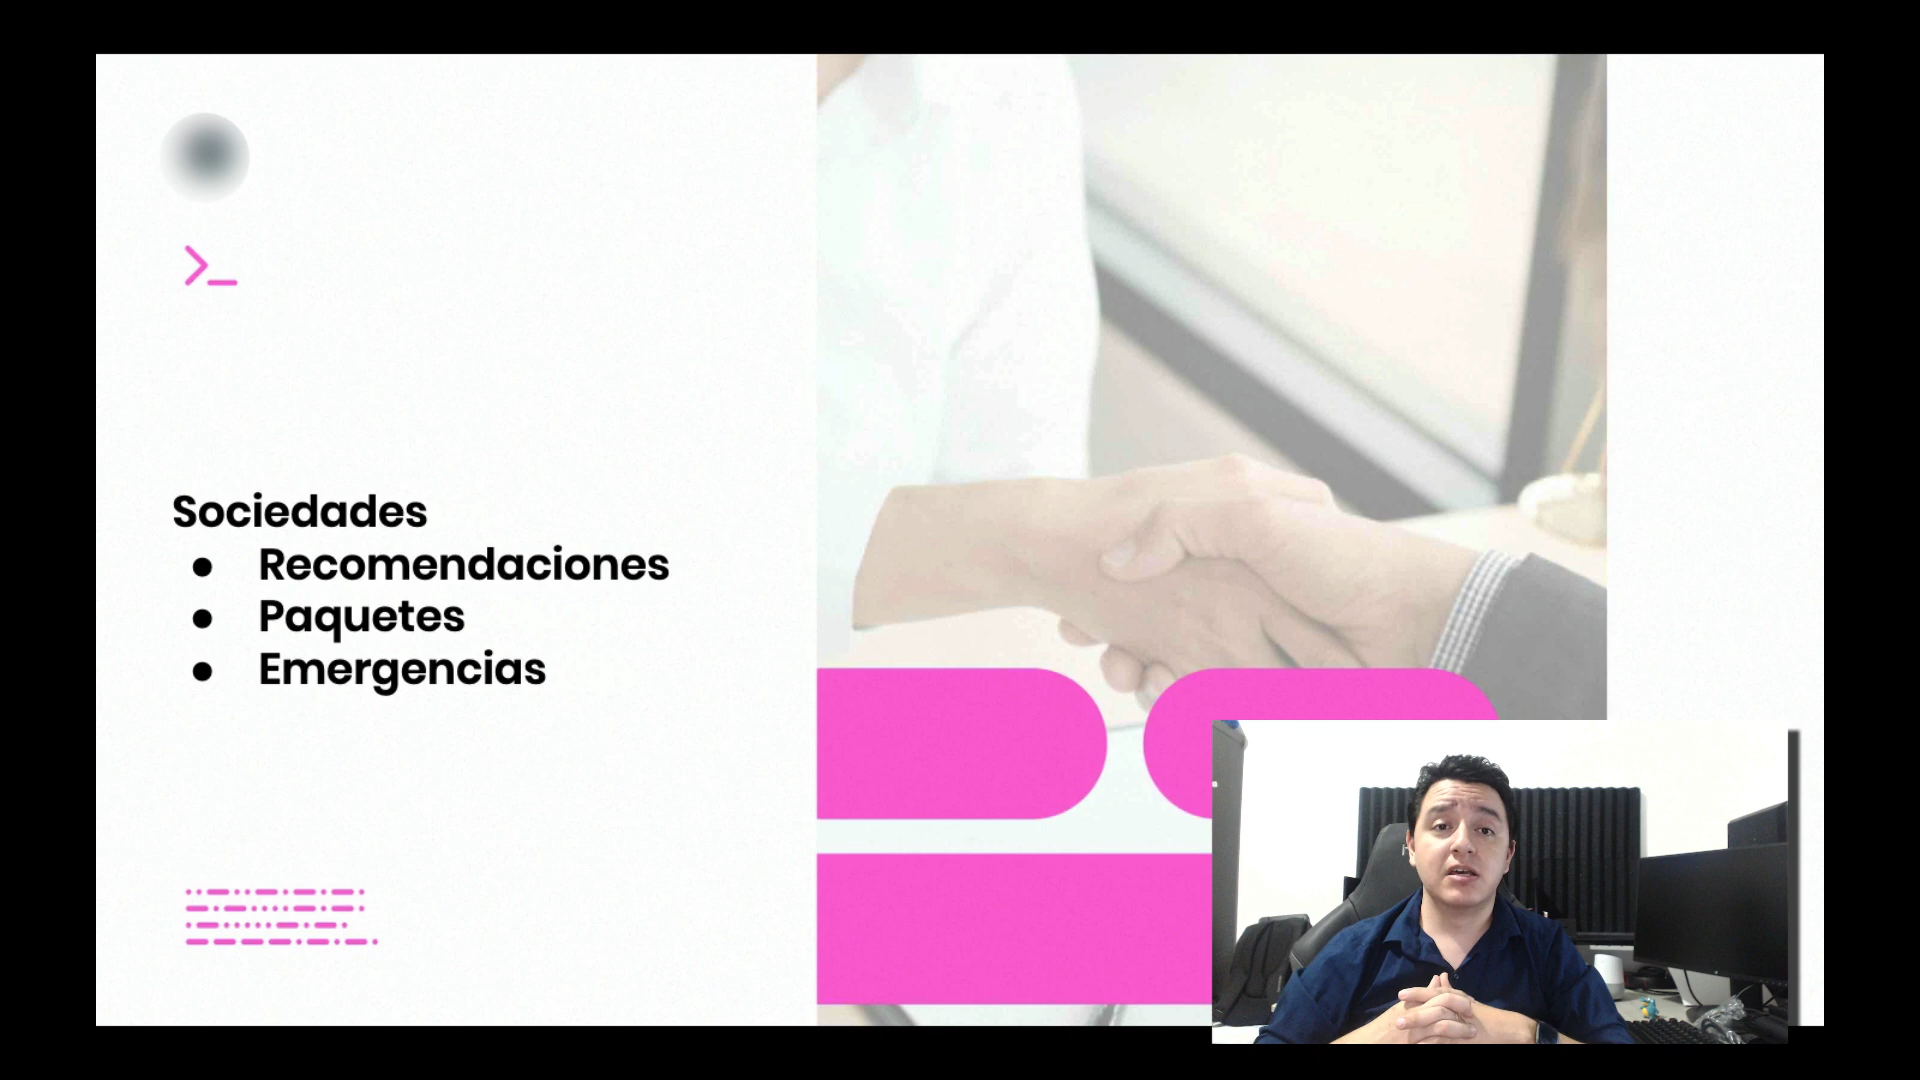 Sociedades
● Recomendaciones
● Paquetes
● Emergencias